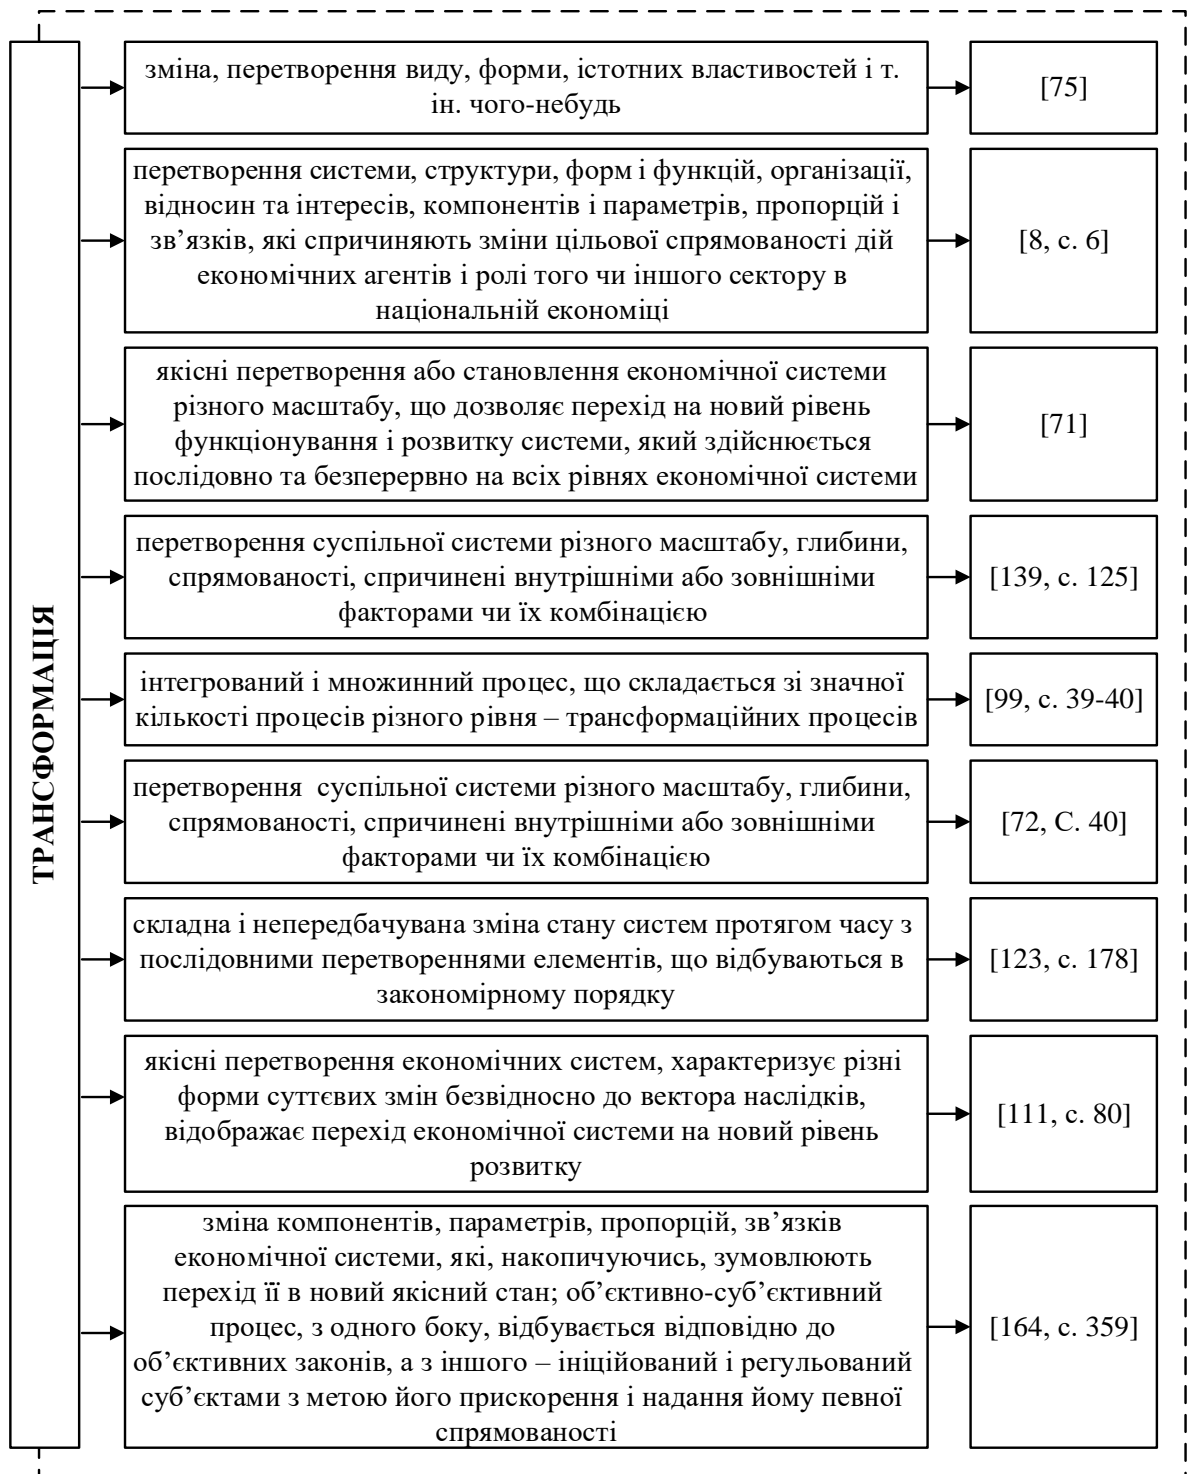 ТРАНСФОРМАЦІЯ
зміна, перетворення виду, форми, істотних властивостей і т.
ін. чого-небудь
[75]
перетворення системи, структури, форм і функцій, організації,
відносин та інтересів, компонентів і параметрів, пропорцій і
зв’язків, які спричиняють зміни цільової спрямованості дій
економічних агентів і ролі того чи іншого сектору в
національній економіці
[8, с. 6]
якісні перетворення або становлення економічної системи
різного масштабу, що дозволяє перехід на новий рівень
функціонування і розвитку системи, який здійснюється
послідовно та безперервно на всіх рівнях економічної системи
[71]
перетворення суспільної системи різного масштабу, глибини,
спрямованості, спричинені внутрішніми або зовнішніми
факторами чи їх комбінацією
[139, с. 125]
інтегрований і множинний процес, що складається зі значної
кількості процесів різного рівня – трансформаційних процесів
[99, с. 39-40]
перетворення  суспільної системи різного масштабу, глибини,
спрямованості, спричинені внутрішніми або зовнішніми
факторами чи їх комбінацією
[72, С. 40]
складна і непередбачувана зміна стану систем протягом часу з
послідовними перетвореннями елементів, що відбуваються в
закономірному порядку
[123, с. 178]
якісні перетворення економічних систем, характеризує різні
форми суттєвих змін безвідносно до вектора наслідків,
відображає перехід економічної системи на новий рівень
розвитку
[111, с. 80]
зміна компонентів, параметрів, пропорцій, зв’язків
економічної системи, які, накопичуючись, зумовлюють
перехід її в новий якісний стан; об’єктивно-суб’єктивний
процес, з одного боку, відбувається відповідно до
об’єктивних законів, а з іншого – ініційований і регульований
суб’єктами з метою його прискорення і надання йому певної
спрямованості
[164, с. 359]